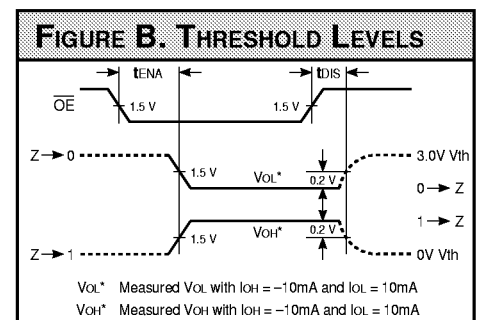 FIGURE B. THRESHOLD LEVELS
tENA tDIS
OE 1.5 V 1.5 V
Z 0 3.0V Vth
1.5 V VOL* 0.2 V
0 Z
1 Z
1.5 V VOH* 0.2 V
Z 1 0V Vth
VOL* Measured VOL with IOH = –10mA and IOL = 10mA
VOH* Measured VOH with IOH = –10mA and IOL = 10mA